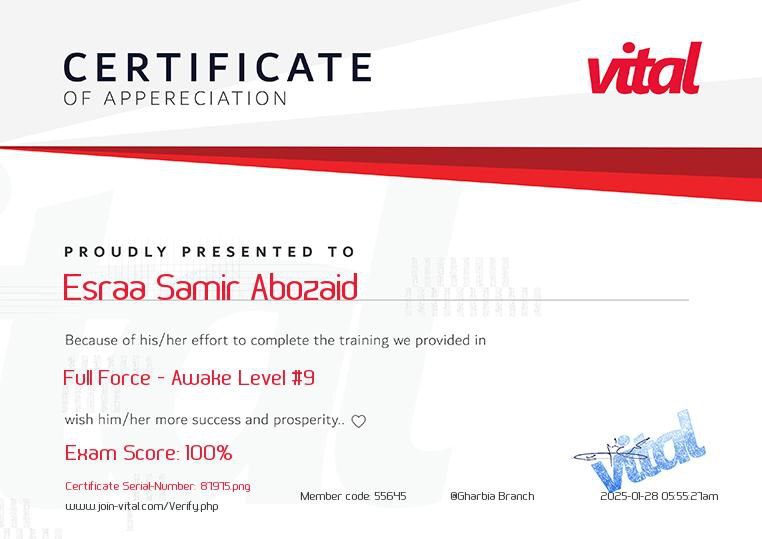 CERTIFICATE
OF APPERECIATION
vital
PROUDLY PRESENTED TO
Esraa Samir Abozaid
Because of his/her effort to complete the training we provided in
Full Force - Awake Level #9
wish him/her more success and prosperity..
Exam Score: 100%
vital
Certificate Serial-Number: 87975.png
Member code: 55645
@Gharbia Branch
2025-01-28 05:55:27am
www.join-vital.com/Verify.php